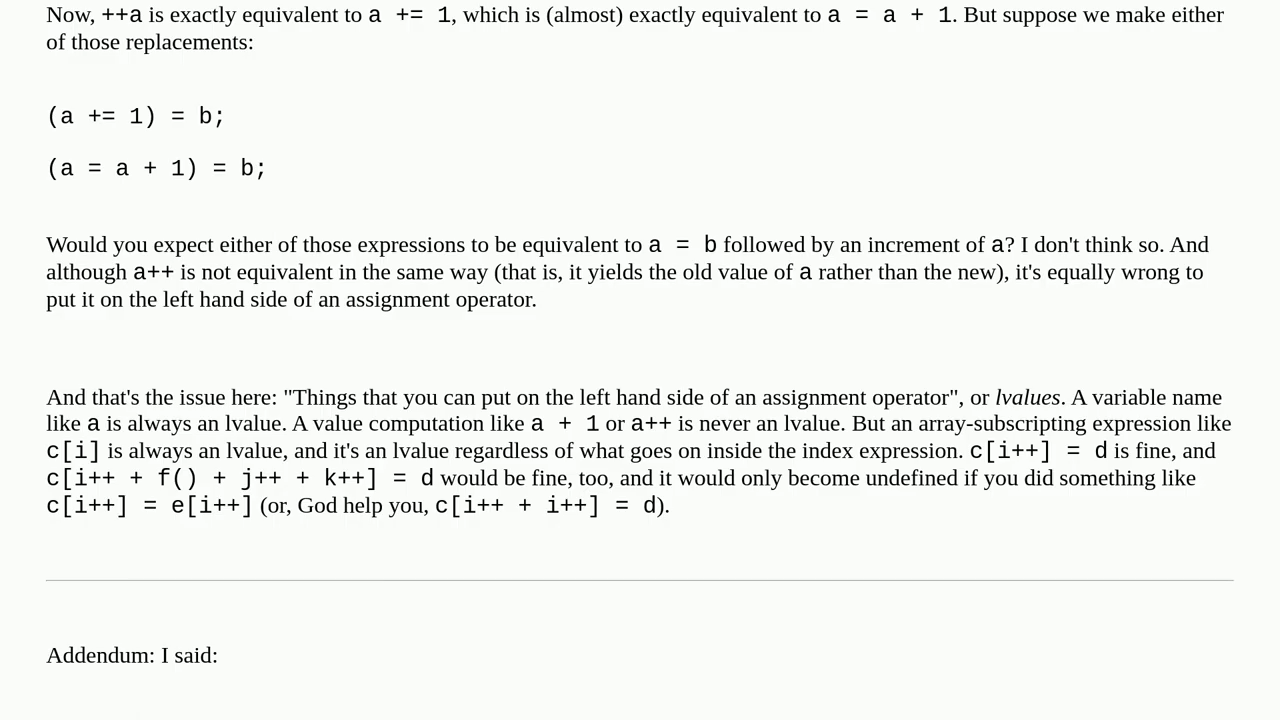 Now, ++a is exactly equivalent to a += 1, which is (almost) exactly equivalent to a = a + 1. But suppose we make either
of those replacements:
(a += 1) = b;
(a = a + 1) = b;
Would you expect either of those expressions to be equivalent to a = b followed by an increment of a? I don't think so. And
although a++ is not equivalent in the same way (that is, it yields the old value of a rather than the new), it's equally wrong to
put it on the left hand side of an assignment operator.
And that's the issue here: "Things that you can put on the left hand side of an assignment operator", or lvalues. A variable name
like a is always an lvalue. A value computation like a + 1 or a++ is never an lvalue. But an array-subscripting expression like
c[i] is always an lvalue, and it's an lvalue regardless of what goes on inside the index expression. c[i++] = d is fine, and
c[i++ + f() + j++ + k++] = d would be fine, too, and it would only become undefined if you did something like
c[i++] = e[i++] (or, God help you, c[i++ + i++] = d).
Addendum: I said: